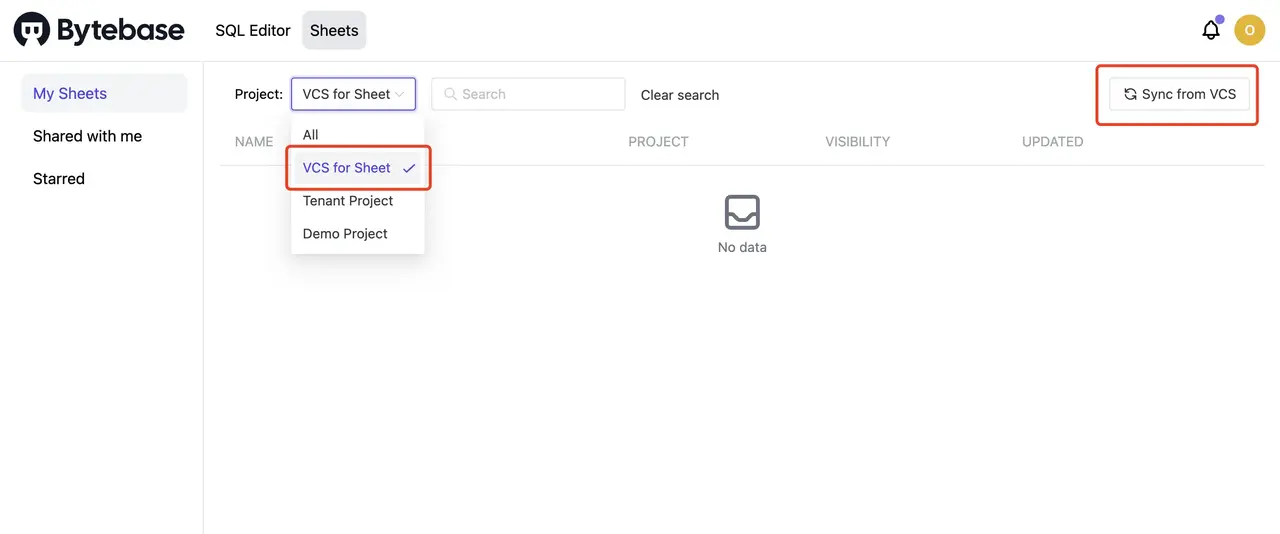 Bytebase
SQL Editor
Sheets
O
My Sheets
Shared with me
Starred
Project:
VCS for Sheet
Search
Clear search
Sync from VCS
All
VCS for Sheet
Tenant Project
Demo Project
NAME
PROJECT
VISIBILITY
UPDATED
No data